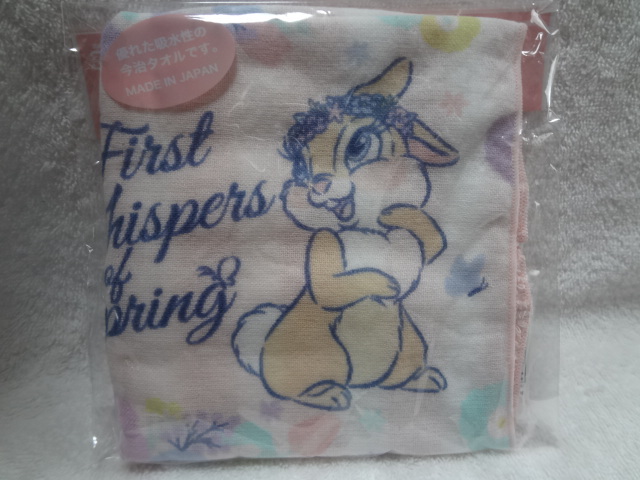 優れた吸水性の
今治タオルです。
MADE IN JAPAN
First
hispers
of
pring